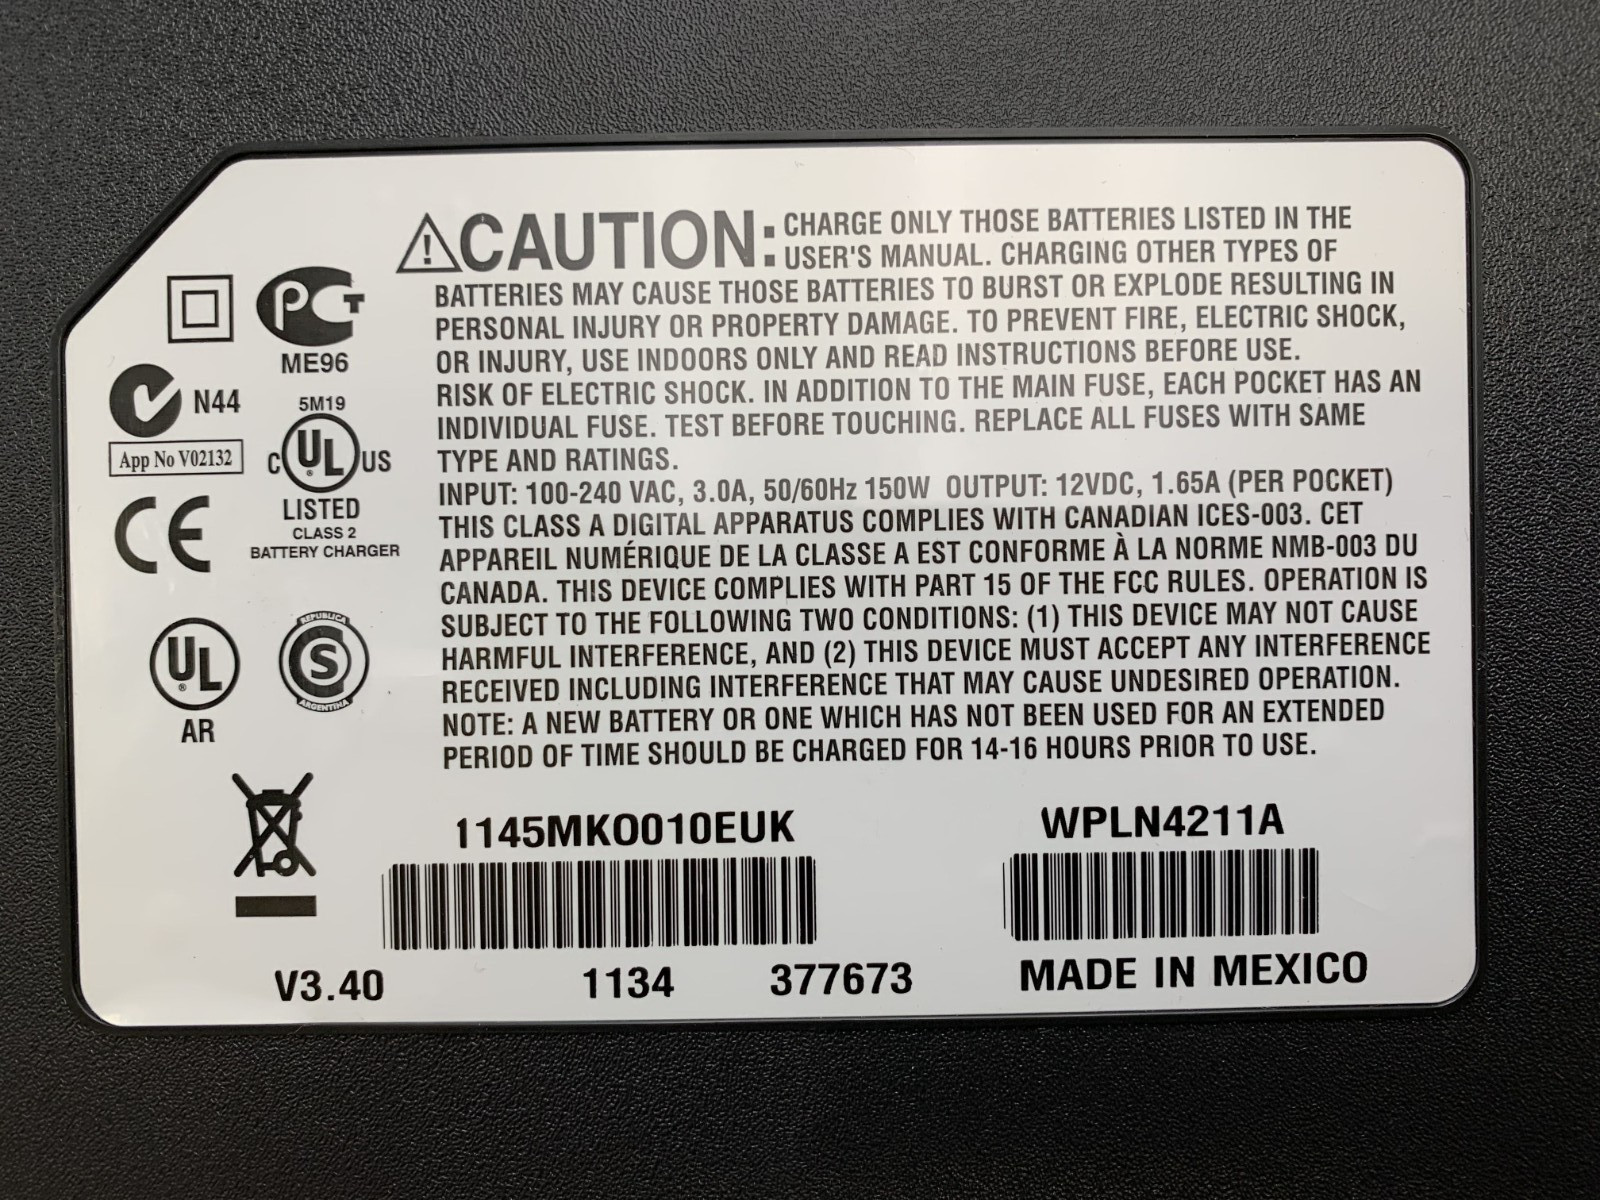 ⚠CAUTION: CHARGE ONLY THOSE BATTERIES LISTED IN THE
USER'S MANUAL. CHARGING OTHER TYPES OF
BATTERIES MAY CAUSE THOSE BATTERIES TO BURST OR EXPLODE RESULTING IN
PERSONAL INJURY OR PROPERTY DAMAGE. TO PREVENT FIRE, ELECTRIC SHOCK,
OR INJURY, USE INDOORS ONLY AND READ INSTRUCTIONS BEFORE USE.
RISK OF ELECTRIC SHOCK. IN ADDITION TO THE MAIN FUSE, EACH POCKET HAS AN
INDIVIDUAL FUSE. TEST BEFORE TOUCHING. REPLACE ALL FUSES WITH SAME
TYPE AND RATINGS.
INPUT: 100-240 VAC, 3.0A, 50/60Hz 150W OUTPUT: 12VDC, 1.65A (PER POCKET)
THIS CLASS A DIGITAL APPARATUS COMPLIES WITH CANADIAN ICES-003. CET
APPAREIL NUMÉRIQUE DE LA CLASSE A EST CONFORME À LA NORME NMB-003 DU
CANADA. THIS DEVICE COMPLIES WITH PART 15 OF THE FCC RULES. OPERATION IS
SUBJECT TO THE FOLLOWING TWO CONDITIONS: (1) THIS DEVICE MAY NOT CAUSE
HARMFUL INTERFERENCE, AND (2) THIS DEVICE MUST ACCEPT ANY INTERFERENCE
RECEIVED INCLUDING INTERFERENCE THAT MAY CAUSE UNDESIRED OPERATION.
NOTE: A NEW BATTERY OR ONE WHICH HAS NOT BEEN USED FOR AN EXTENDED
PERIOD OF TIME SHOULD BE CHARGED FOR 14-16 HOURS PRIOR TO USE.
PCT
ME96
N44
App No V02132
5M19
C UL® US
LISTED
CLASS 2
BATTERY CHARGER
CE
UL®
AR
REPUBLICA
S
ARGENTINA
1145MKO010EUK
WPLN4211A
V3.40
1134
377673
MADE IN MEXICO